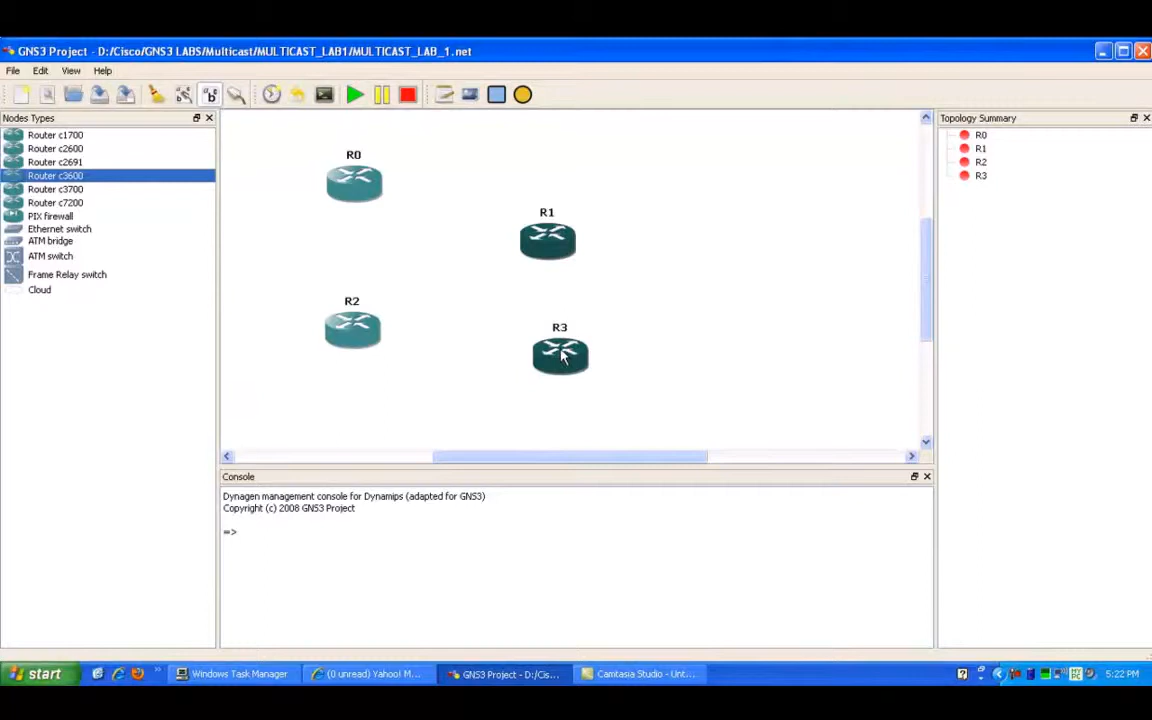 GNS3 Project - D:/Cisco/GNS3 LABS/Multicast/MULTICAST_LAB1/MULTICAST_LAB_1.net
File Edit View Help
Nodes Types
Router c1700
Router c2600
Router c2691
Router c3600
Router c3700
Router c7200
PIX firewall
Ethernet switch
ATM bridge
ATM switch
Frame Relay switch
Cloud
R0
R1
R2
R3
Topology Summary
R0
R1
R2
R3
Console
Dynagen management console for Dynamips (adapted for GNS3)
Copyright (c) 2008 GNS3 Project
=>
start
Windows Task Manager
(0 unread) Yahoo! M...
GNS3 Project - D:/Cis...
Camtasia Studio - Unt...
5:22 PM